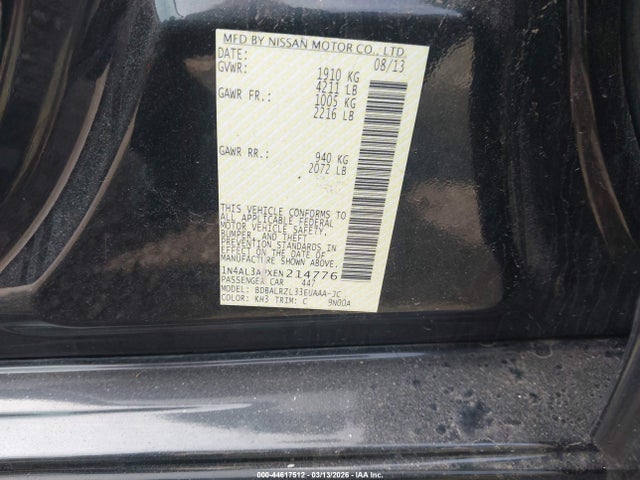 MFD BY NISSAN MOTOR CO., LTD.
DATE: 08/13
GVWR: 1910 KG
4211 LB
GAWR FR.: 1005 KG
2216 LB
GAWR RR.: 940 KG
2072 LB
THIS VEHICLE CONFORMS TO
ALL APPLICABLE FEDERAL
MOTOR VEHICLE SAFETY,
BUMPER, AND THEFT
PREVENTION STANDARDS IN
EFFECT ON THE DATE OF
MANUFACTURE SHOWN ABOVE.
1N4AL3APXEN214776
PASSENGER CAR 447
MODEL: BDBALRZL33EUAAA-JC
COLOR: KH3 TRIM: C 9N00A
000-44617512 - 03/13/2026 - IAA Inc.